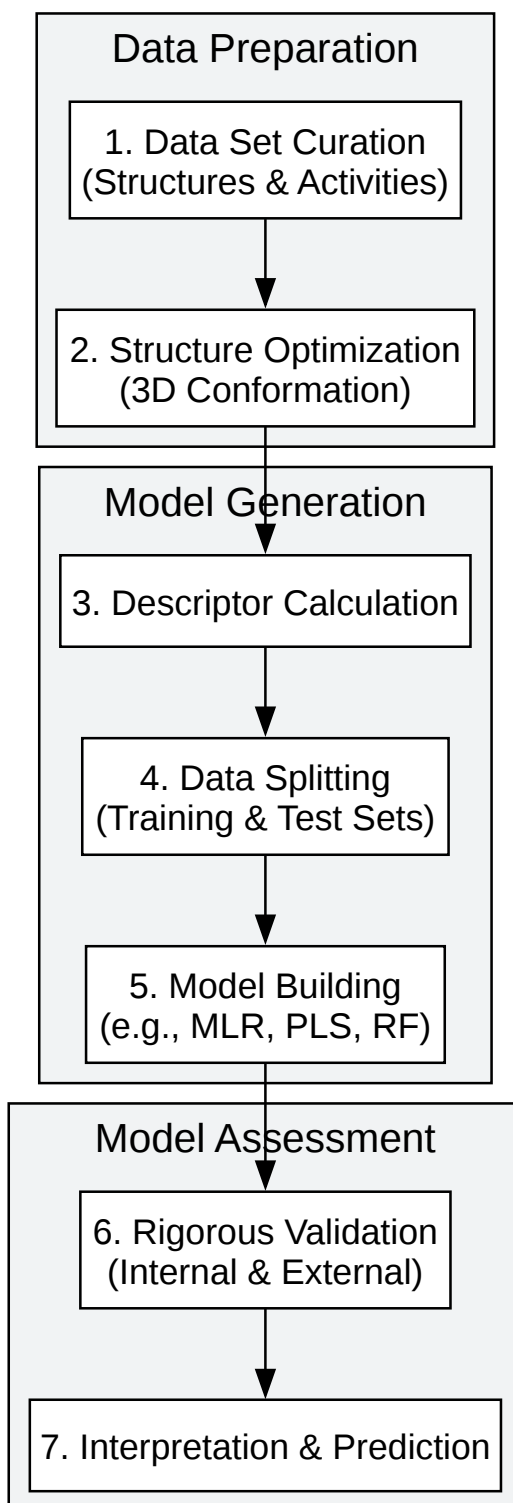 Data Preparation
1. Data Set Curation
(Structures & Activities)
2. Structure Optimization
(3D Conformation)
Model Generation
3. Descriptor Calculation
4. Data Splitting
(Training & Test Sets)
5. Model Building
(e.g., MLR, PLS, RF)
Model Assessment
6. Rigorous Validation
(Internal & External)
7. Interpretation & Prediction